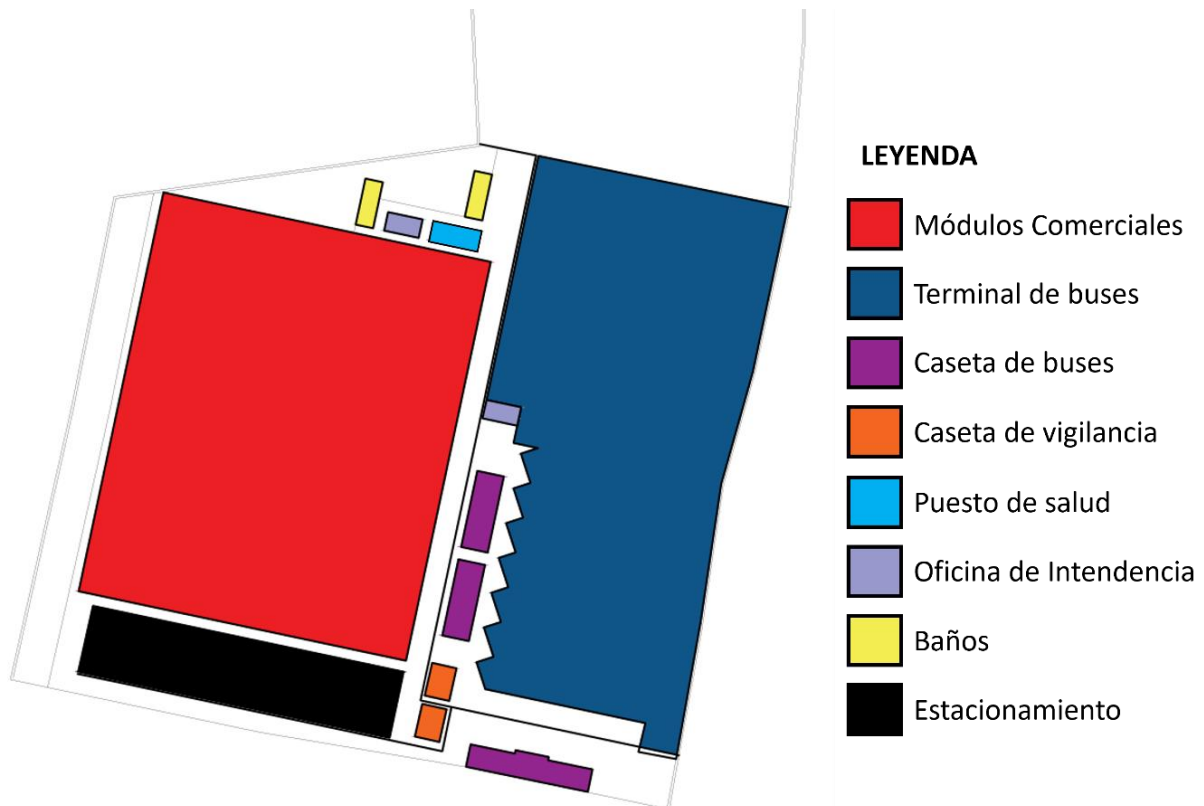 LEYENDA
Módulos Comerciales
Terminal de buses
Caseta de buses
Caseta de vigilancia
Puesto de salud
Oficina de Intendencia
Baños
Estacionamiento